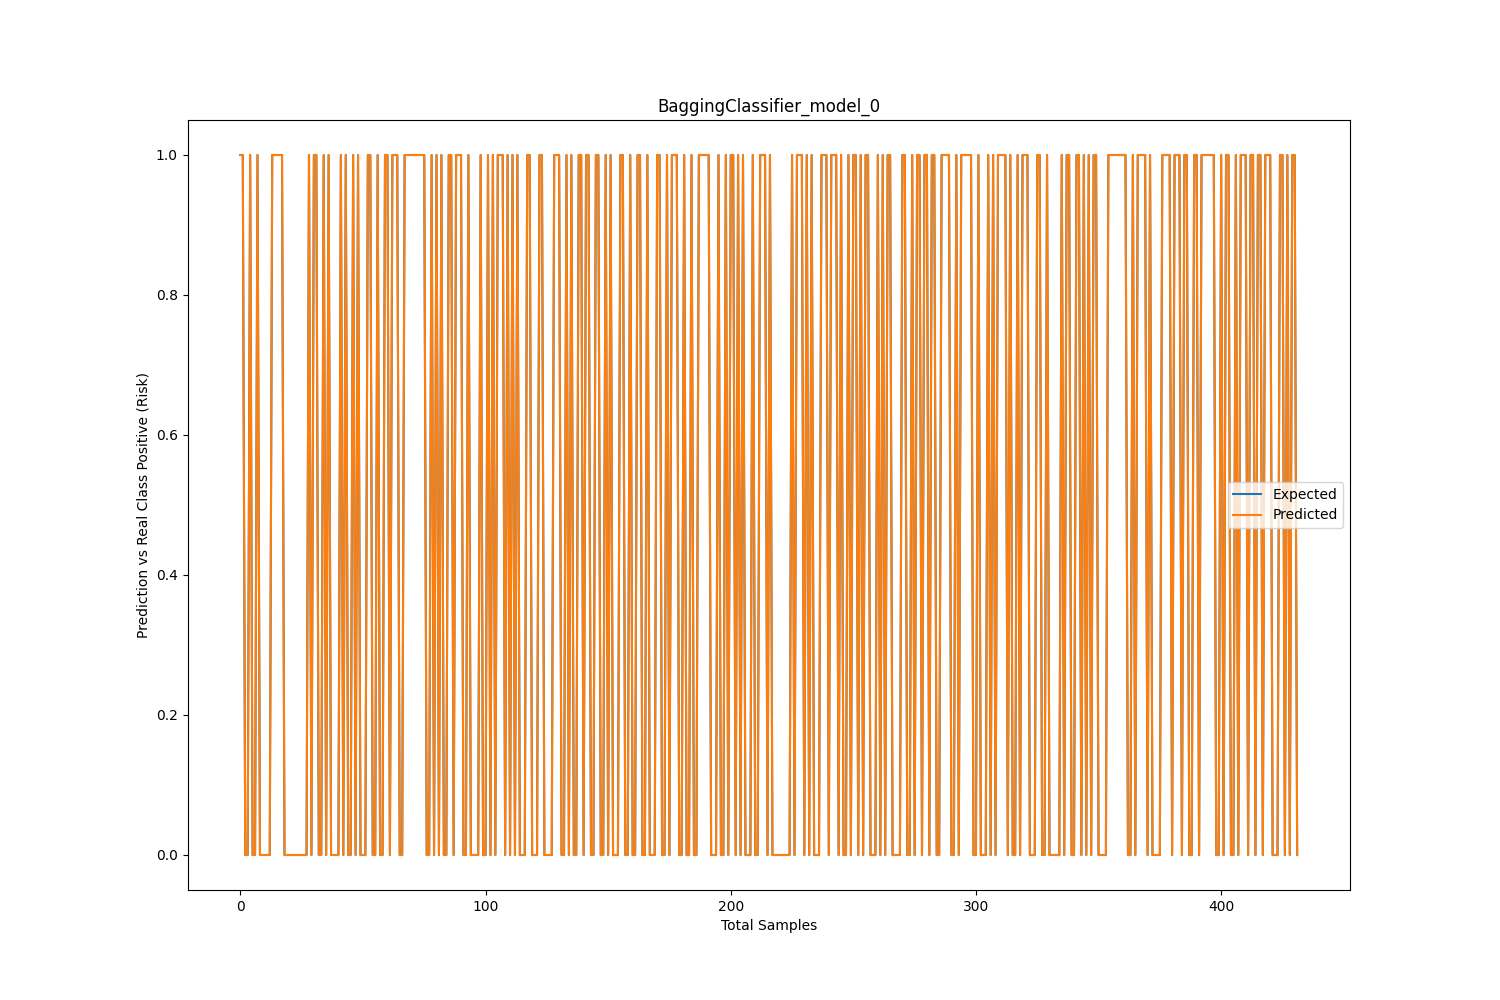 BaggingClassifier_model_0
1.0
0.8
0.6
0.4
0.2
0.0
Prediction vs Real Class Positive (Risk)
Expected
Predicted
0 100 200 300 400
Total Samples